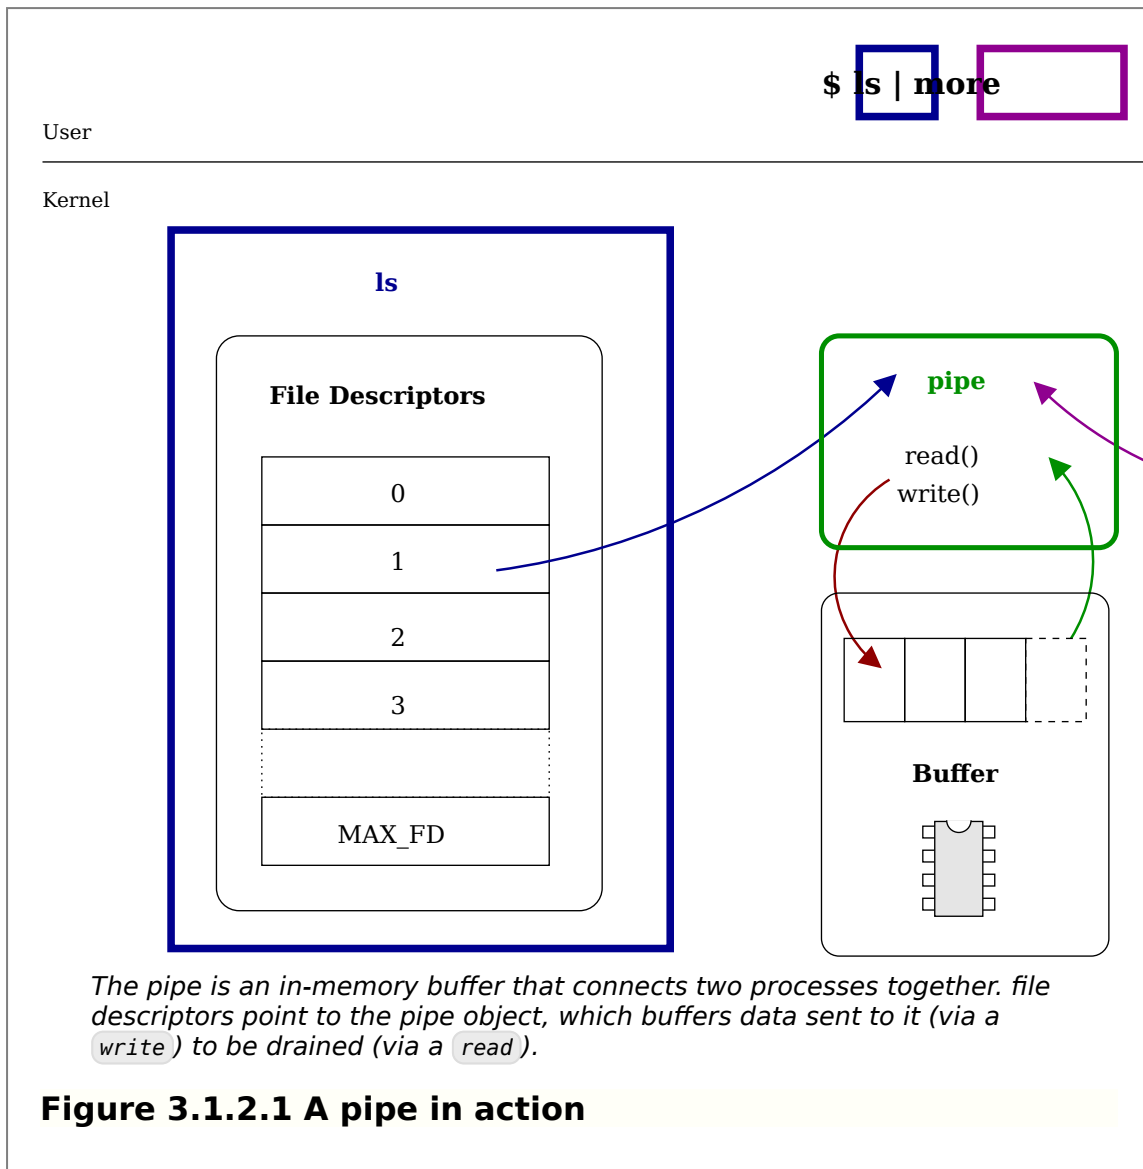 $ ls | more
User
Kernel
ls
File Descriptors
0
1
2
3
MAX_FD
pipe
read()
write()
Buffer
The pipe is an in-memory buffer that connects two processes together. file
descriptors point to the pipe object, which buffers data sent to it (via a
write) to be drained (via a read).
Figure 3.1.2.1 A pipe in action